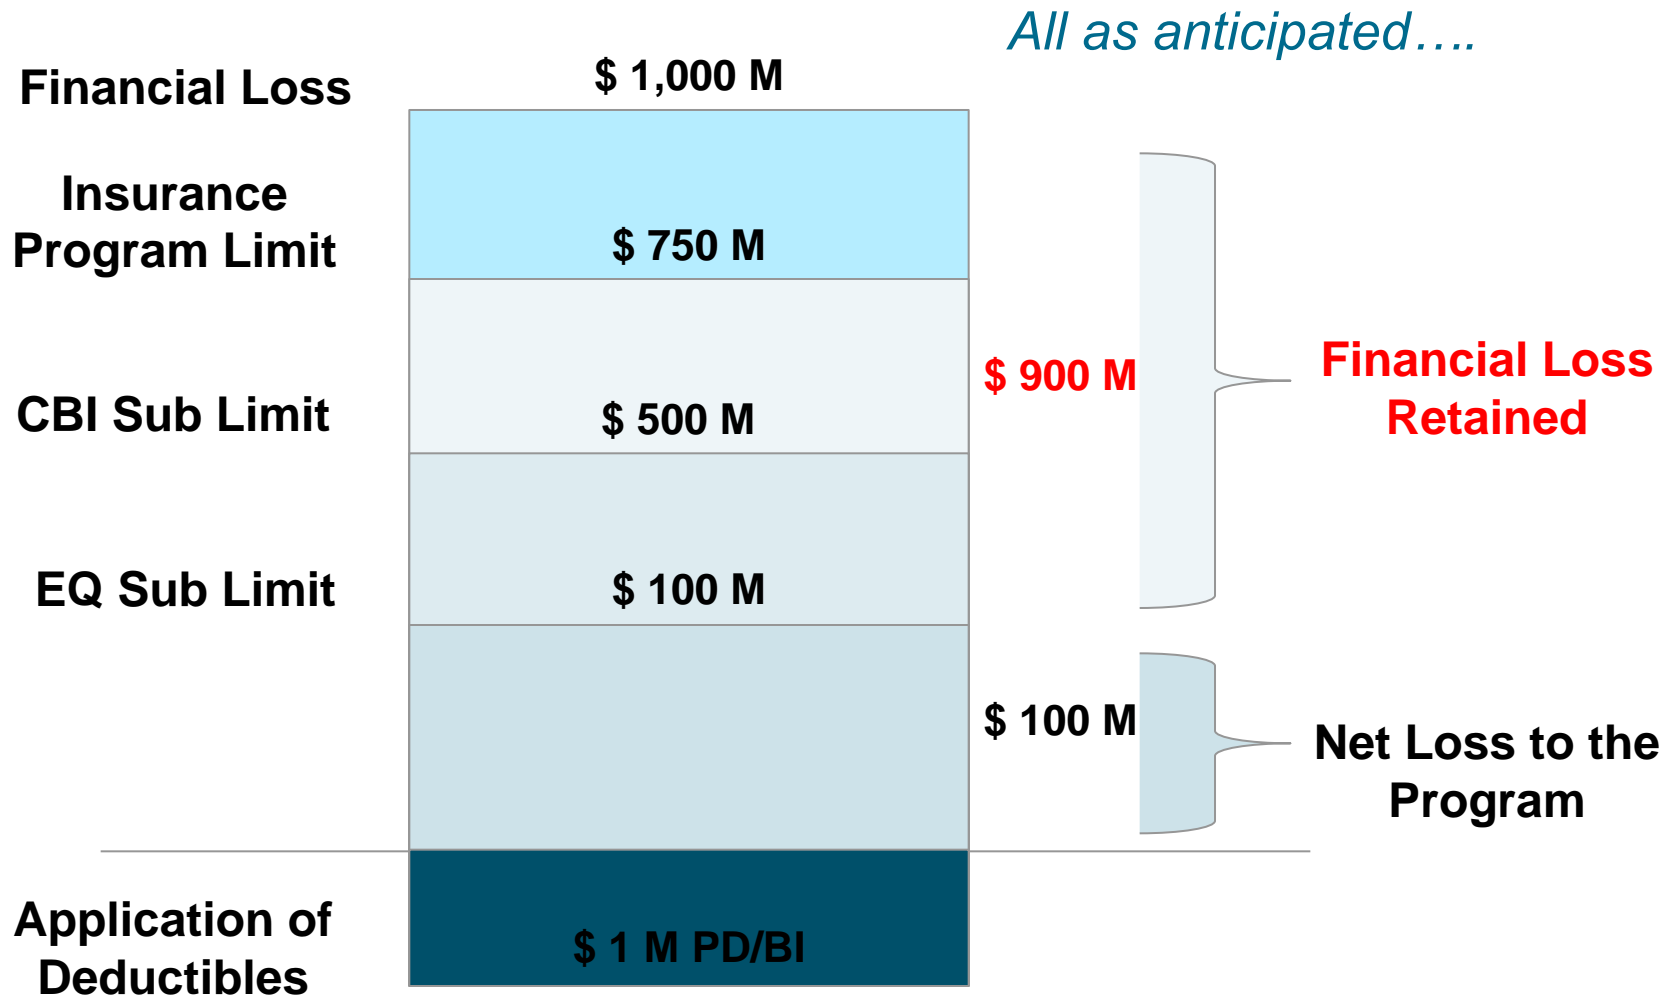 All as anticipated....
Financial Loss
$ 1,000 M
Insurance
Program Limit
$ 750 M
$ 900 M
Financial Loss
Retained
CBI Sub Limit
$ 500 M
EQ Sub Limit
$ 100 M
$ 100 M
Net Loss to the
Program
Application of
Deductibles
$ 1 M PD/BI